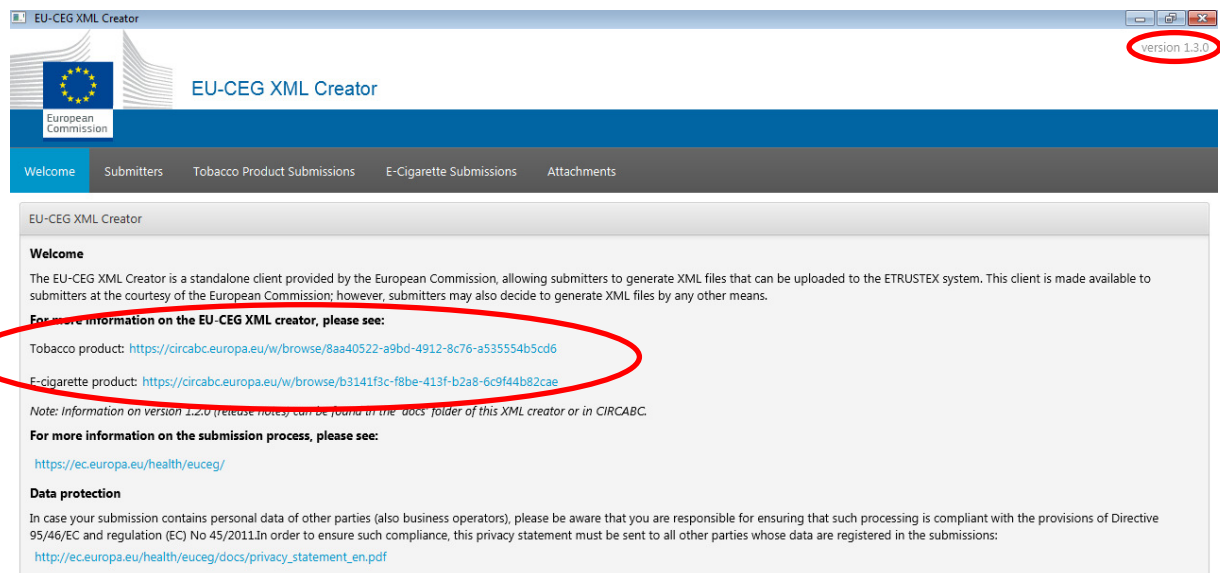 EU-CEG XML Creator
version 1.3.0
EU-CEG XML Creator
European
Commission
Welcome Submitters Tobacco Product Submissions E-Cigarette Submissions Attachments
EU-CEG XML Creator
Welcome
The EU-CEG XML Creator is a standalone client provided by the European Commission, allowing submitters to generate XML files that can be uploaded to the ETRUSTEX system. This client is made available to
submitters at the courtesy of the European Commission; however, submitters may also decide to generate XML files by any other means.
For more information on the EU-CEG XML creator, please see:
Tobacco product: https://circabc.europa.eu/w/browse/8aa40522-a9bd-4912-8c76-a535554b5cd6
E-cigarette product: https://circabc.europa.eu/w/browse/b3141f3c-f8be-413f-b2a8-6c9f44b82cae
Note: Information on version 1.2.0 (release notes) can be found in the 'docs' folder of this XML creator or in CIRCABC.
For more information on the submission process, please see:
https://ec.europa.eu/health/euceg/
Data protection
In case your submission contains personal data of other parties (also business operators), please be aware that you are responsible for ensuring that such processing is compliant with the provisions of Directive
95/46/EC and regulation (EC) No 45/2011.In order to ensure such compliance, this privacy statement must be sent to all other parties whose data are registered in the submissions:
http://ec.europa.eu/health/euceg/docs/privacy_statement_en.pdf